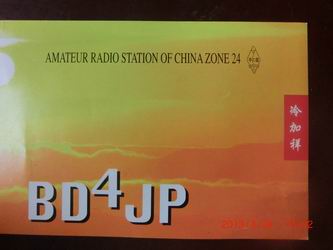 AMATEUR RADIO STATION OF CHINA ZONE 24
冷加祥
BD4JP